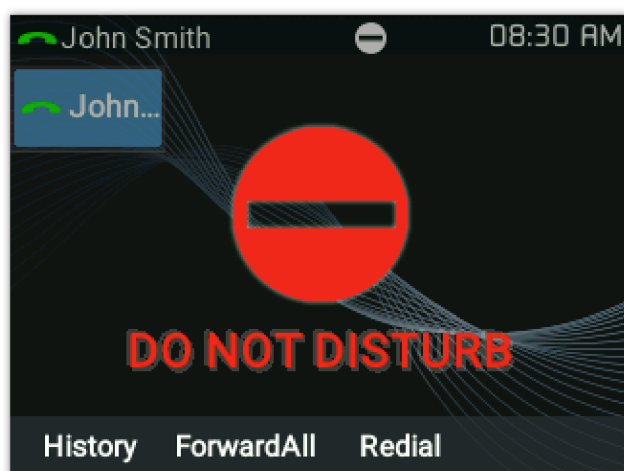 John Smith 08:30 AM
John...
DO NOT DISTURB
History ForwardAll Redial